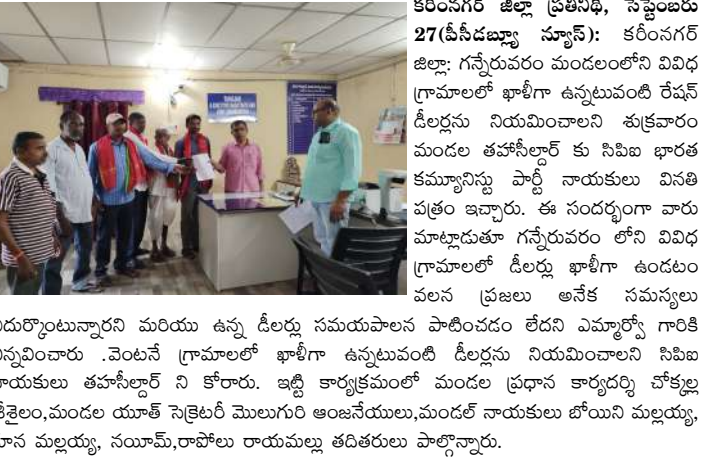 కరీంనగర్ జిల్లా ప్రతినిధి, సెప్టెంబరు
27(పీసీడబ్ల్యూ న్యూస్): కరీంనగర్
జిల్లా: గన్నేరువరం మండలంలోని వివిధ
గ్రామాలలో ఖాళీగా ఉన్నటువంటి రేషన్
డీలర్లను నియమించాలని శుక్రవారం
మండల తహాసీల్దార్ కు సిపిఐ భారత
కమ్యూనిస్టు పార్టీ నాయకులు వినతి
పత్రం ఇచ్చారు. ఈ సందర్భంగా వారు
మాట్లాడుతూ గన్నేరువరం లోని వివిధ
గ్రామాలలో డీలర్లు ఖాళీగా ఉండటం
వలన ప్రజలు అనేక సమస్యలు
ఎదుర్కొంటున్నారని మరియు ఉన్న డీలర్లు సమయపాలన పాటించడం లేదని ఎమ్మార్వో గారికి
విన్నవించారు .వెంటనే గ్రామాలలో ఖాళీగా ఉన్నటువంటి డీలర్లను నియమించాలని సిపిఐ
నాయకులు తహసీల్దార్ ని కోరారు. ఇట్టి కార్యక్రమంలో మండల ప్రధాన కార్యదర్శి చోక్కల్ల
శ్రీశైలం,మండల యూత్ సెక్రెటరీ మొలుగురి ఆంజనేయులు,మండల్ నాయకులు బోయిని మల్లయ్య,
మల్లయ్య, నయీమ్,రాపోలు రాయమల్లు తదితరులు పాల్గొన్నారు.